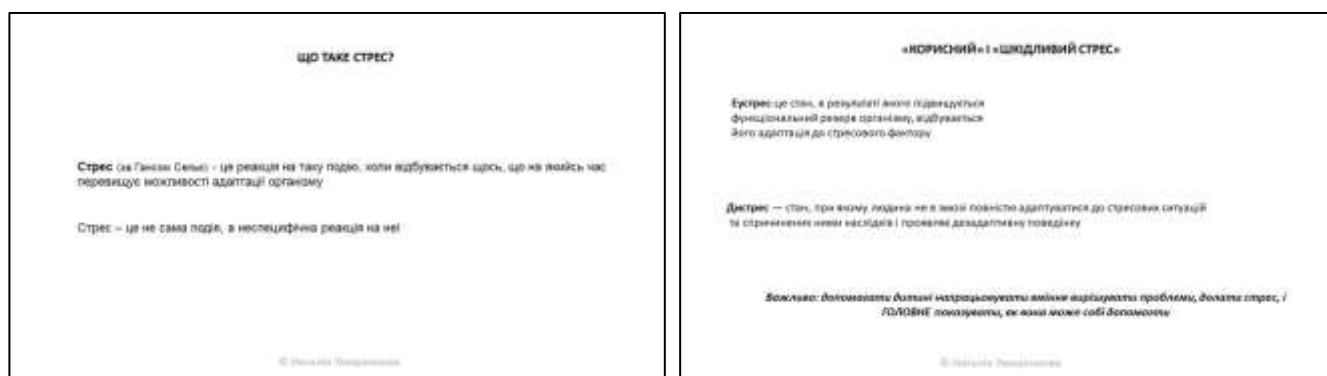 ЩО ТАКЕ СТРЕС?
Стрес (за Гансом Сельє) - це реакція на таку подію, коли відбувається щось, що на якийсь час
перевищує можливості адаптації організму
Стрес – це не сама подія, а неспецифічна реакція на неї
«КОРИСНИЙ» І «ШКІДЛИВИЙ СТРЕС»
Еустрес це стан, в результаті якого підвищується
функціональний резерв організму, відбувається
його адаптація до стресового фактору
Дистрес — стан, при якому людина не в змозі повністю адаптуватися до стресових ситуацій
та спричинених ними наслідків і проявляє дезадаптивну поведінку
Важливо: допомагати дитині напрацьовувати вміння вирішувати проблеми, долати стрес, і
ГОЛОВНЕ показувати, як вона може собі допомогти